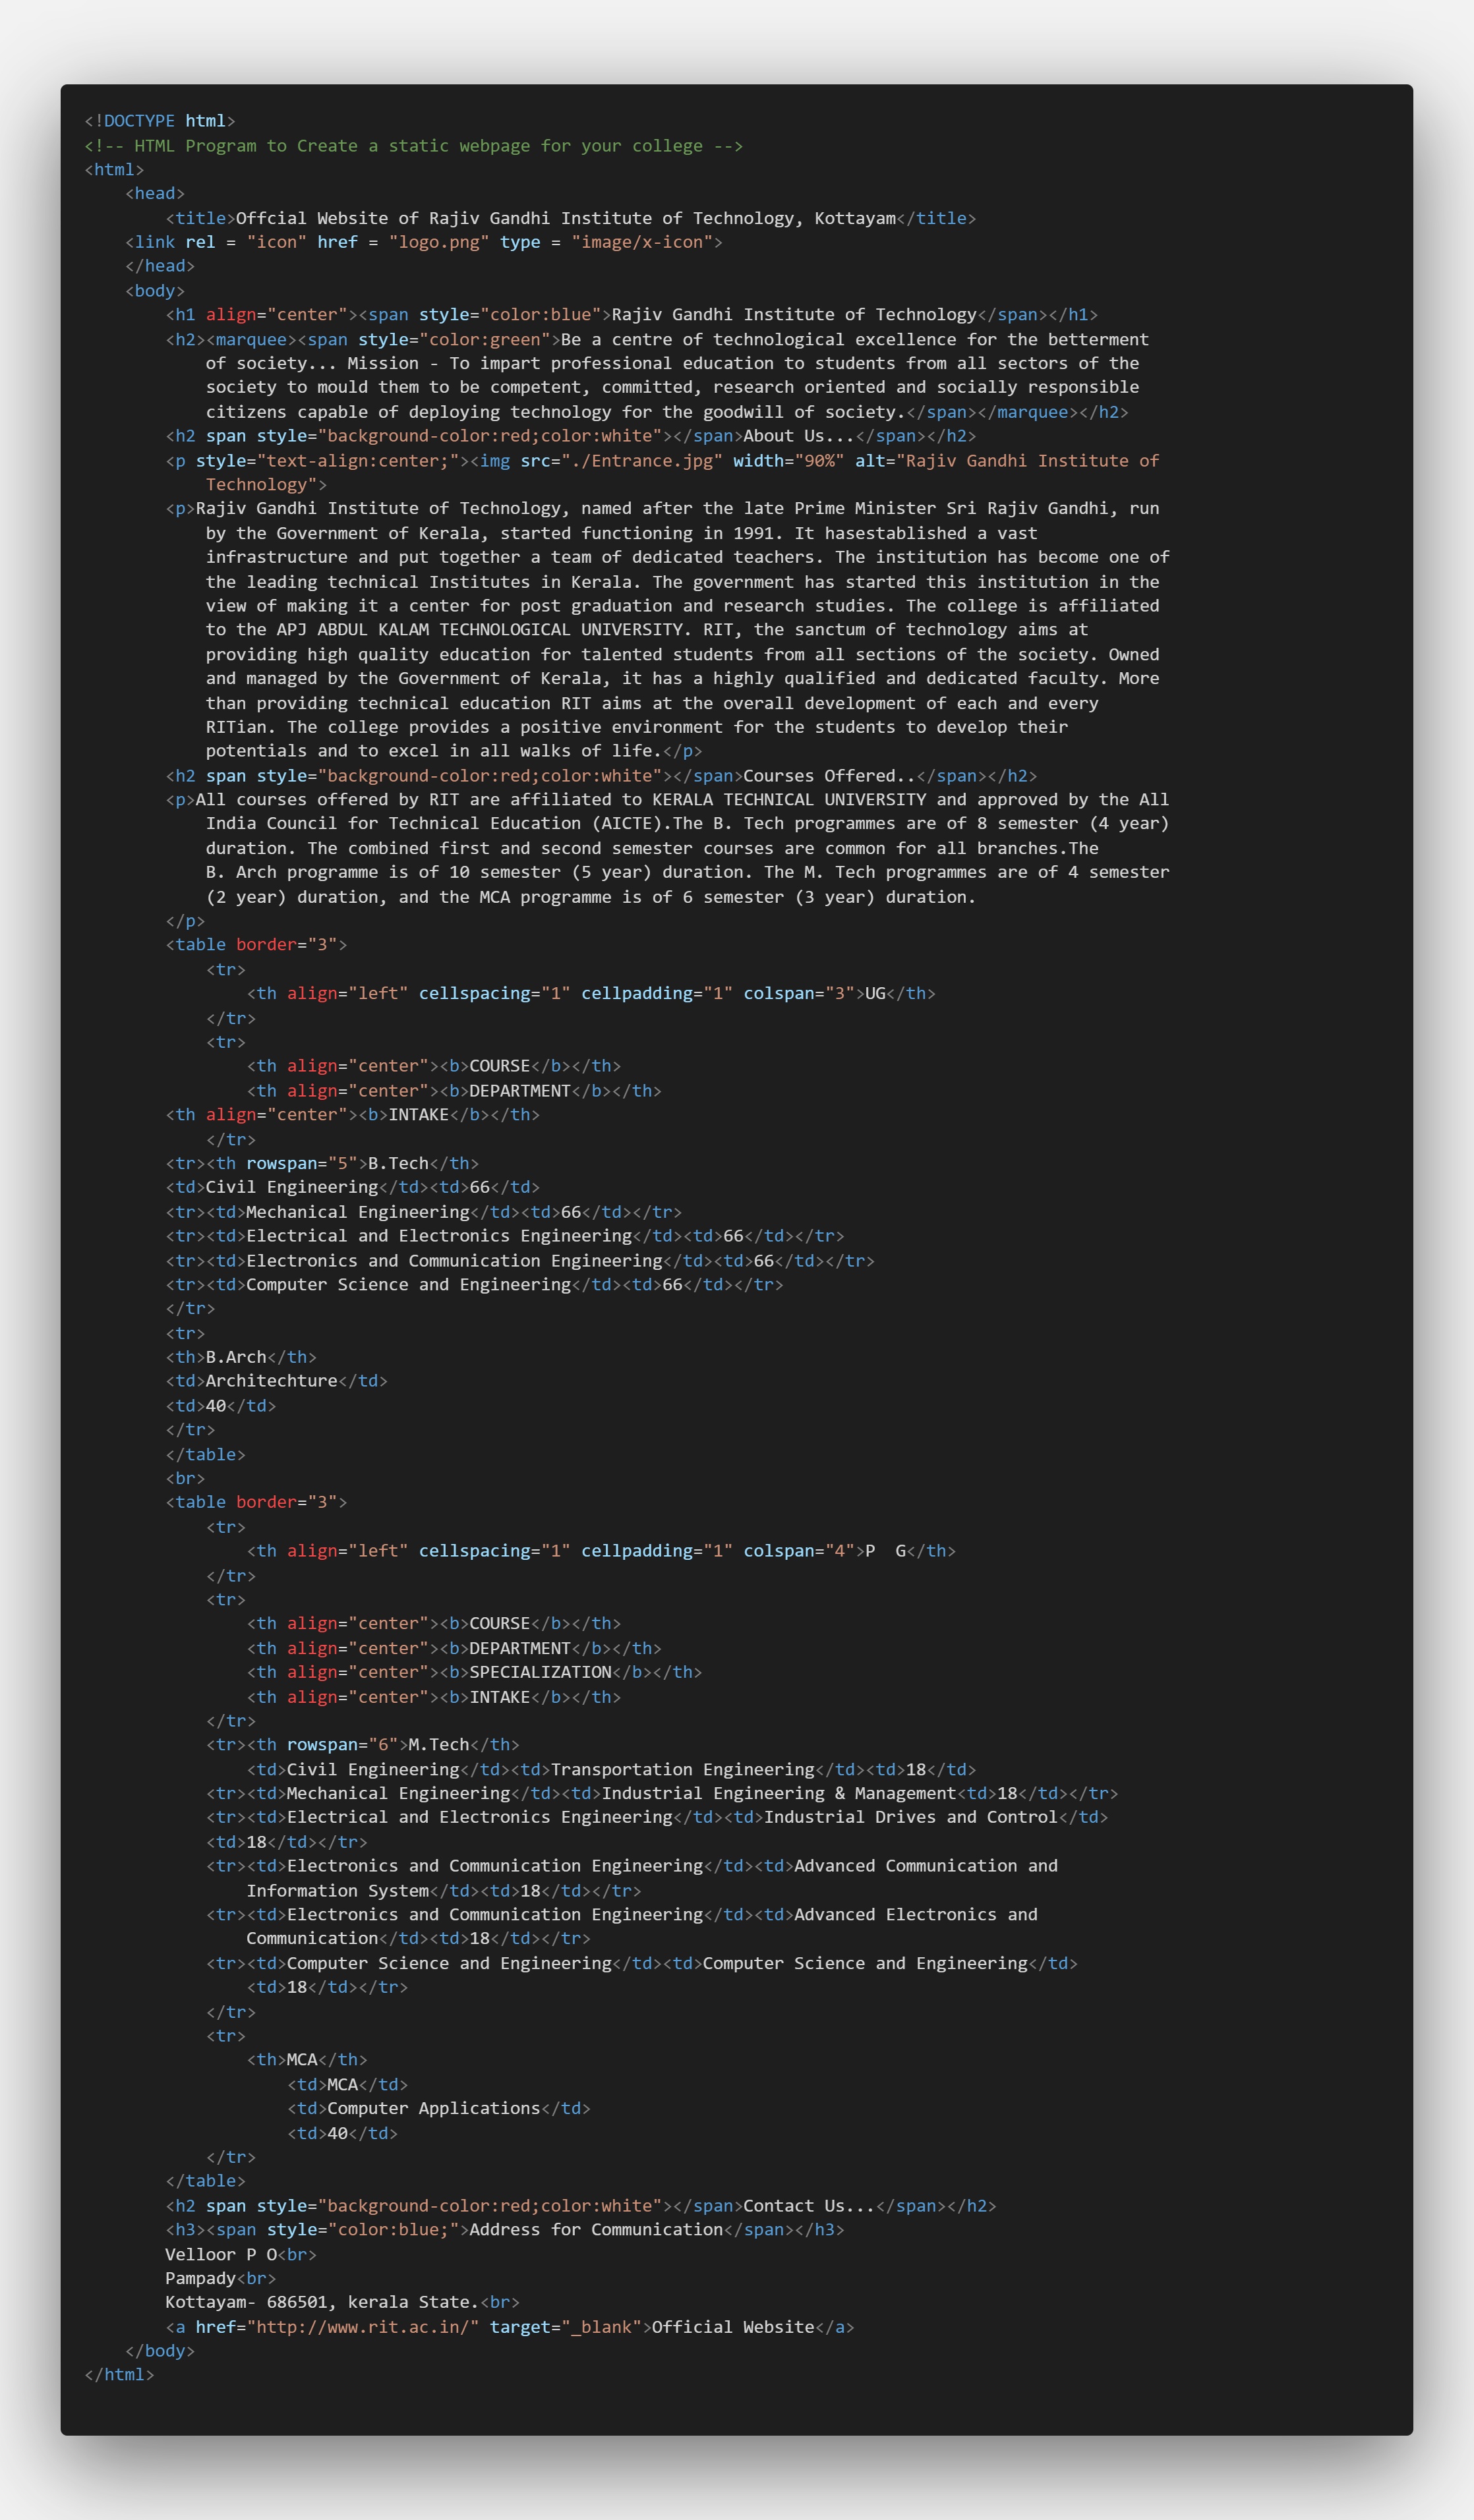 <!DOCTYPE html>
<!-- HTML Program to Create a static webpage for your college -->
<html>
    <head>
        <title>Offcial Website of Rajiv Gandhi Institute of Technology, Kottayam</title>
    <link rel = "icon" href = "logo.png" type = "image/x-icon">
    </head>
    <body>
        <h1 align="center"><span style="color:blue">Rajiv Gandhi Institute of Technology</span></h1>
        <h2><marquee><span style="color:green">Be a centre of technological excellence for the betterment
            of society... Mission - To impart professional education to students from all sectors of the
            society to mould them to be competent, committed, research oriented and socially responsible
            citizens capable of deploying technology for the goodwill of society.</span></marquee></h2>
        <h2 span style="background-color:red;color:white"></span>About Us...</span></h2>
        <p style="text-align:center;"><img src="./Entrance.jpg" width="90%" alt="Rajiv Gandhi Institute of
            Technology">
        <p>Rajiv Gandhi Institute of Technology, named after the late Prime Minister Sri Rajiv Gandhi, run
            by the Government of Kerala, started functioning in 1991. It hasestablished a vast
            infrastructure and put together a team of dedicated teachers. The institution has become one of
            the leading technical Institutes in Kerala. The government has started this institution in the
            view of making it a center for post graduation and research studies. The college is affiliated
            to the APJ ABDUL KALAM TECHNOLOGICAL UNIVERSITY. RIT, the sanctum of technology aims at
            providing high quality education for talented students from all sections of the society. Owned
            and managed by the Government of Kerala, it has a highly qualified and dedicated faculty. More
            than providing technical education RIT aims at the overall development of each and every
            RITian. The college provides a positive environment for the students to develop their
            potentials and to excel in all walks of life.</p>
        <h2 span style="background-color:red;color:white"></span>Courses Offered..</span></h2>
        <p>All courses offered by RIT are affiliated to KERALA TECHNICAL UNIVERSITY and approved by the All
            India Council for Technical Education (AICTE).The B. Tech programmes are of 8 semester (4 year)
            duration. The combined first and second semester courses are common for all branches.The
            B. Arch programme is of 10 semester (5 year) duration. The M. Tech programmes are of 4 semester
            (2 year) duration, and the MCA programme is of 6 semester (3 year) duration.
        </p>
        <table border="3">
            <tr>
                <th align="left" cellspacing="1" cellpadding="1" colspan="3">UG</th>
            </tr>
            <tr>
                <th align="center"><b>COURSE</b></th>
                <th align="center"><b>DEPARTMENT</b></th>
        <th align="center"><b>INTAKE</b></th>
            </tr>
        <tr><th rowspan="5">B.Tech</th>
        <td>Civil Engineering</td><td>66</td>
        <tr><td>Mechanical Engineering</td><td>66</td></tr>
        <tr><td>Electrical and Electronics Engineering</td><td>66</td></tr>
        <tr><td>Electronics and Communication Engineering</td><td>66</td></tr>
        <tr><td>Computer Science and Engineering</td><td>66</td></tr>
        </tr>
        <tr>
        <th>B.Arch</th>
        <td>Architechture</td>
        <td>40</td>
        </tr>
        </table>
        <br>
        <table border="3">
            <tr>
                <th align="left" cellspacing="1" cellpadding="1" colspan="4">P  G</th>
            </tr>
            <tr>
                <th align="center"><b>COURSE</b></th>
                <th align="center"><b>DEPARTMENT</b></th>
                <th align="center"><b>SPECIALIZATION</b></th>
                <th align="center"><b>INTAKE</b></th>
            </tr>
            <tr><th rowspan="6">M.Tech</th>
                <td>Civil Engineering</td><td>Transportation Engineering</td><td>18</td>
            <tr><td>Mechanical Engineering</td><td>Industrial Engineering & Management<td>18</td></tr>
            <tr><td>Electrical and Electronics Engineering</td><td>Industrial Drives and Control</td>
            <td>18</td></tr>
            <tr><td>Electronics and Communication Engineering</td><td>Advanced Communication and
                Information System</td><td>18</td></tr>
            <tr><td>Electronics and Communication Engineering</td><td>Advanced Electronics and
                Communication</td><td>18</td></tr>
            <tr><td>Computer Science and Engineering</td><td>Computer Science and Engineering</td>
                <td>18</td></tr>
            </tr>
            <tr>
                <th>MCA</th>
                    <td>MCA</td>
                    <td>Computer Applications</td>
                    <td>40</td>
            </tr>
        </table>
        <h2 span style="background-color:red;color:white"></span>Contact Us...</span></h2>
        <h3><span style="color:blue;">Address for Communication</span></h3>
        Velloor P O<br>
        Pampady<br>
        Kottayam- 686501, kerala State.<br>
        <a href="http://www.rit.ac.in/" target="_blank">Official Website</a>
    </body>
</html>